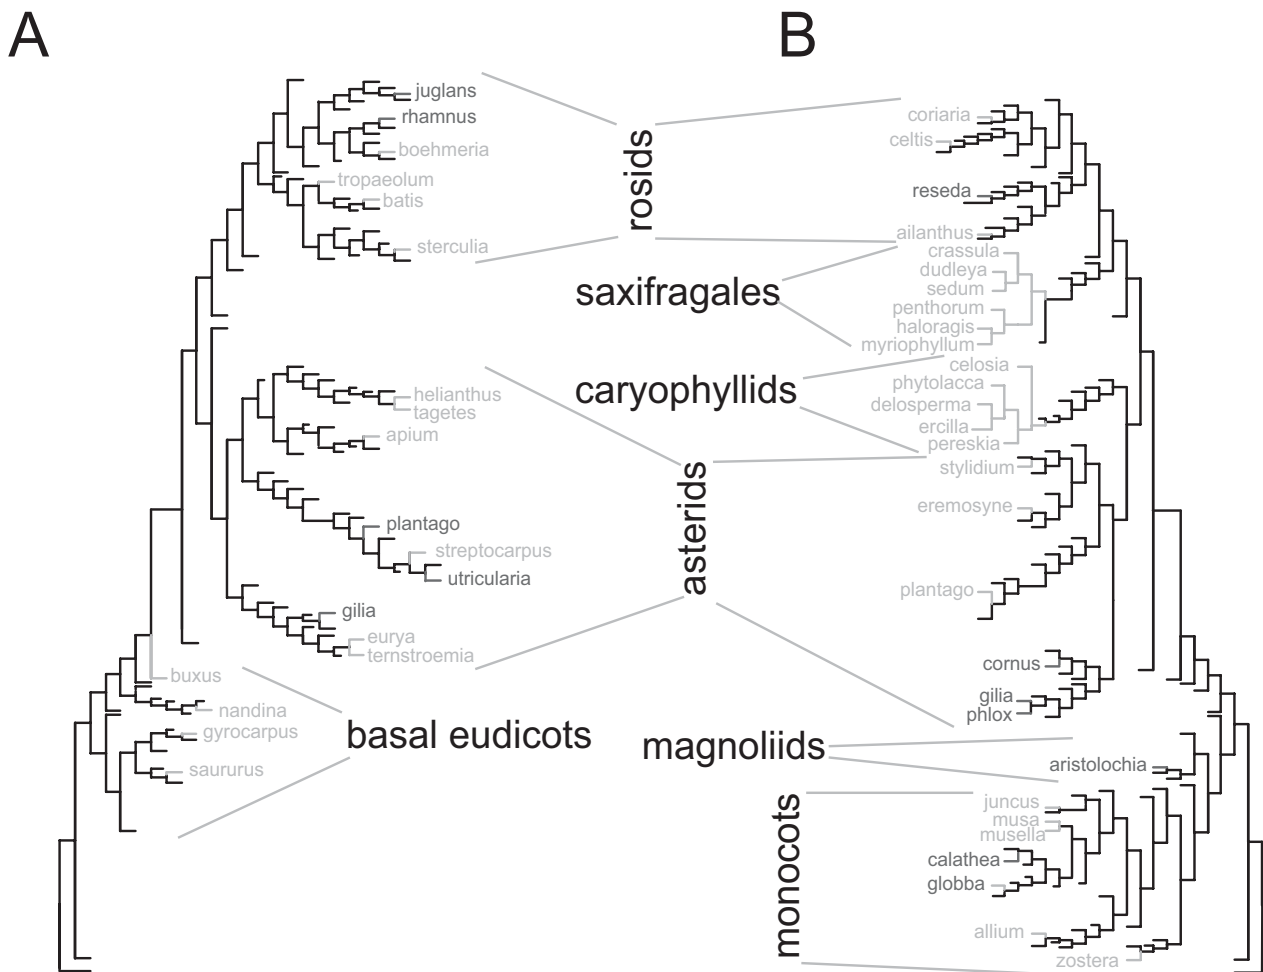 A
B
juglans
rhamnus
boehmeria
tropaeolum
batis
sterculia
helianthus
tagetes
apium
plantago
streptocarpus
utricularia
gilia
eurya
ternstroemia
buxus
nandina
gyrocarpus
saururus
rosids
saxifragales
caryophyllids
asterids
basal eudicots
magnoliids
monocots
coriaria
celtis
reseda
ailanthus
crassula
dudleya
sedum
penthorum
haloragis
myriophyllum
celosia
phytolacca
delosperma
ercilla
pereskia
stylidium
eremosyne
plantago
cornus
gilia
phlox
aristolochia
juncus
musa
musella
calathea
globba
allium
zostera